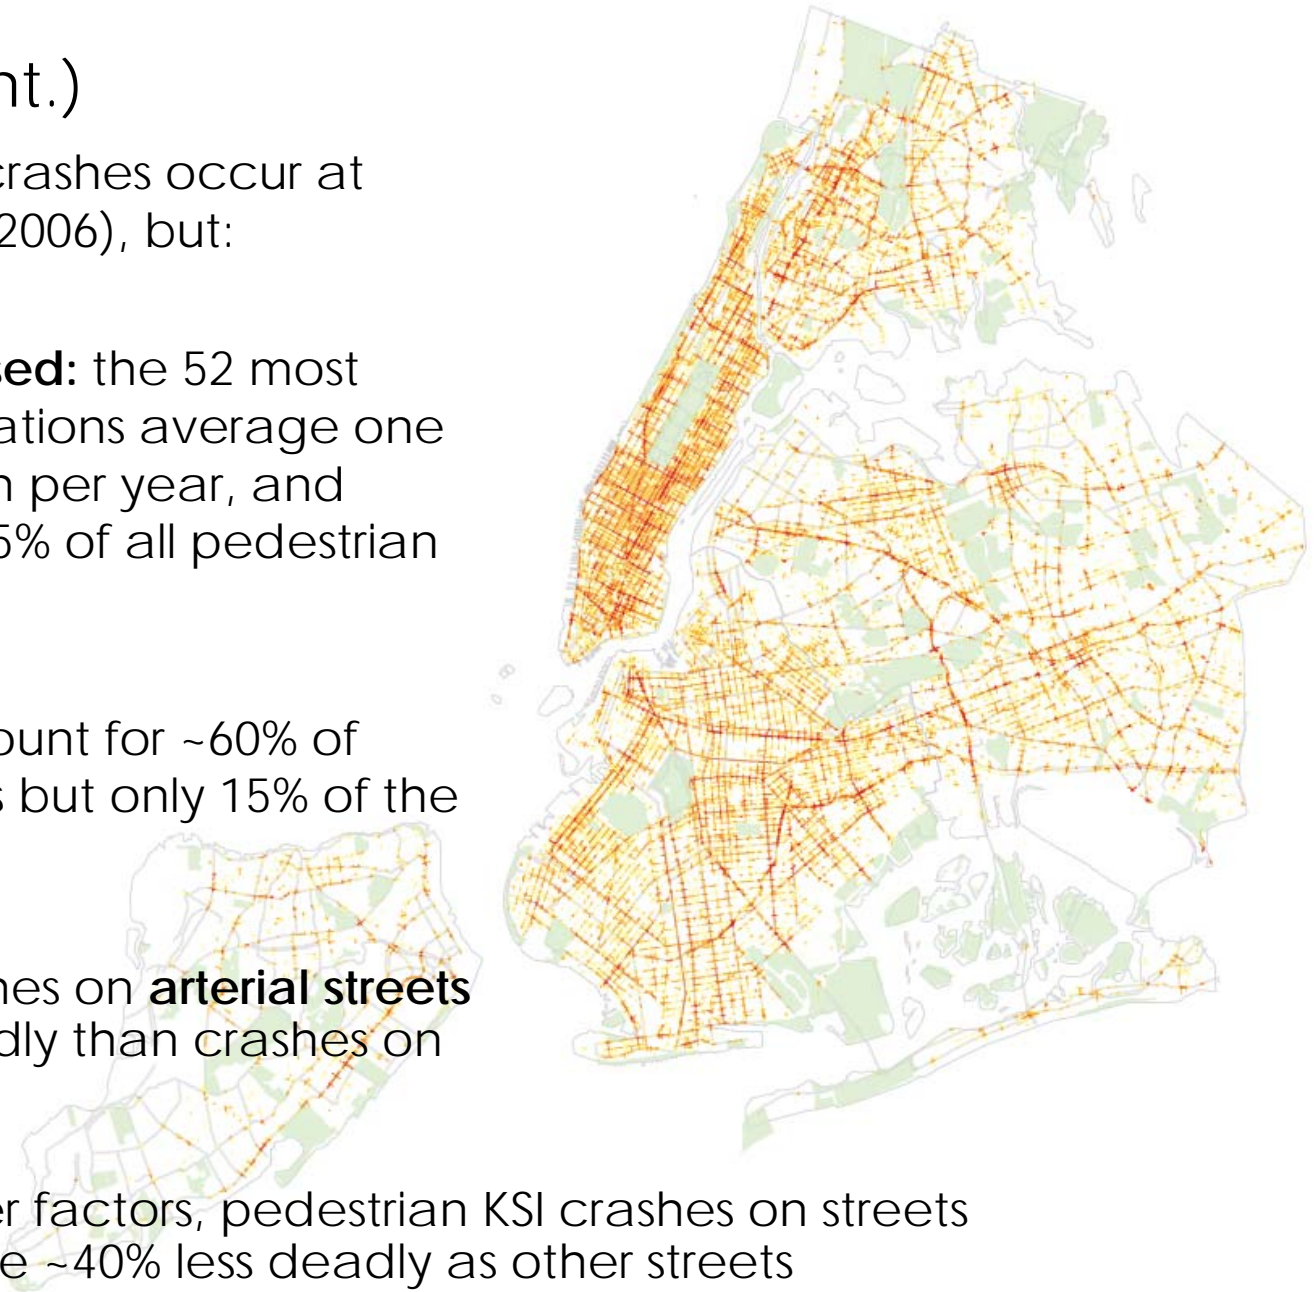 nt.)
crashes occur at
2006), but:
sed: the 52 most
ations average one
n per year, and
5% of all pedestrian
ount for ~60% of
s but only 15% of the
nes on arterial streets
dly than crashes on
er factors, pedestrian KSI crashes on streets
e ~40% less deadly as other streets